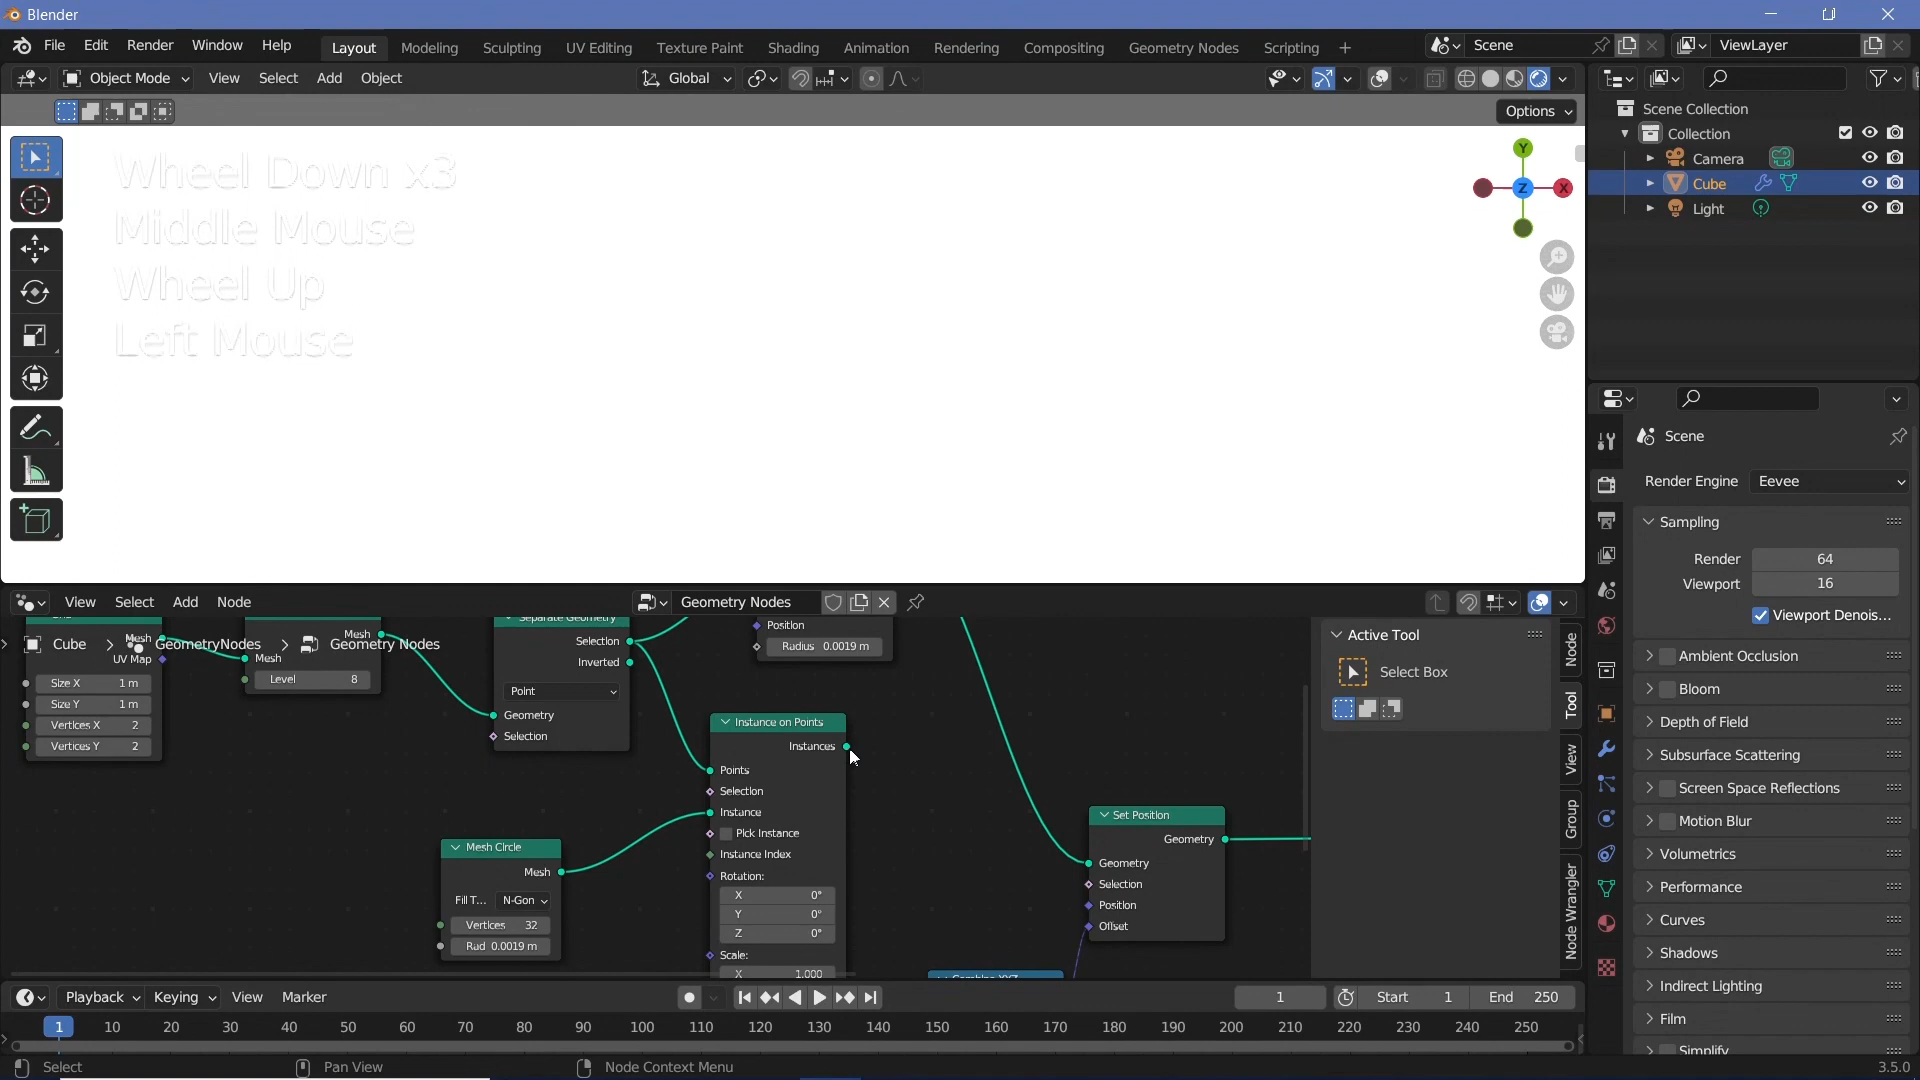 Blender
File Edit Render Window Help
Layout Modeling Sculpting UV Editing Texture Paint Shading Animation Rendering Compositing Geometry Nodes Scripting +
Scene
ViewLayer
Object Mode View Select Add Object
Global
Options
Wheel Down x3
Middle Mouse
Wheel Up
Left Mouse
Y
Z
X
Scene Collection
Collection
Camera
Cube
Light
Scene
Render Engine Eevee
Sampling
Render 64
Viewport 16
Viewport Denois...
Ambient Occlusion
Bloom
Depth of Field
Subsurface Scattering
Screen Space Reflections
Motion Blur
Volumetrics
Performance
Curves
Shadows
Indirect Lighting
Film
Simplify
View Select Add Node
Geometry Nodes
Cube > GeometryNodes > Geometry Nodes
Mesh
UV Map
Size X 1 m
Size Y 1 m
Vertices X 2
Vertices Y 2
Mesh
Mesh
Level 8
Separate Geometry
Selection
Inverted
Point
Geometry
Selection
Position
Radius 0.0019 m
Instance on Points
Instances
Points
Selection
Instance
Pick Instance
Instance Index
Rotation:
X 0°
Y 0°
Z 0°
Scale:
X 1.000
Mesh Circle
Mesh
Fill T... N-Gon
Vertices 32
Rad 0.0019 m
Set Position
Geometry
Geometry
Selection
Position
Offset
Combine XYZ
Active Tool
Select Box
Node
Tool
View
Group
Node Wrangler
Playback Keying View Marker
1
Start 1
End 250
1 10 20 30 40 50 60 70 80 90 100 110 120 130 140 150 160 170 180 190 200 210 220 230 240 250
Select
Pan View
Node Context Menu
3.5.0